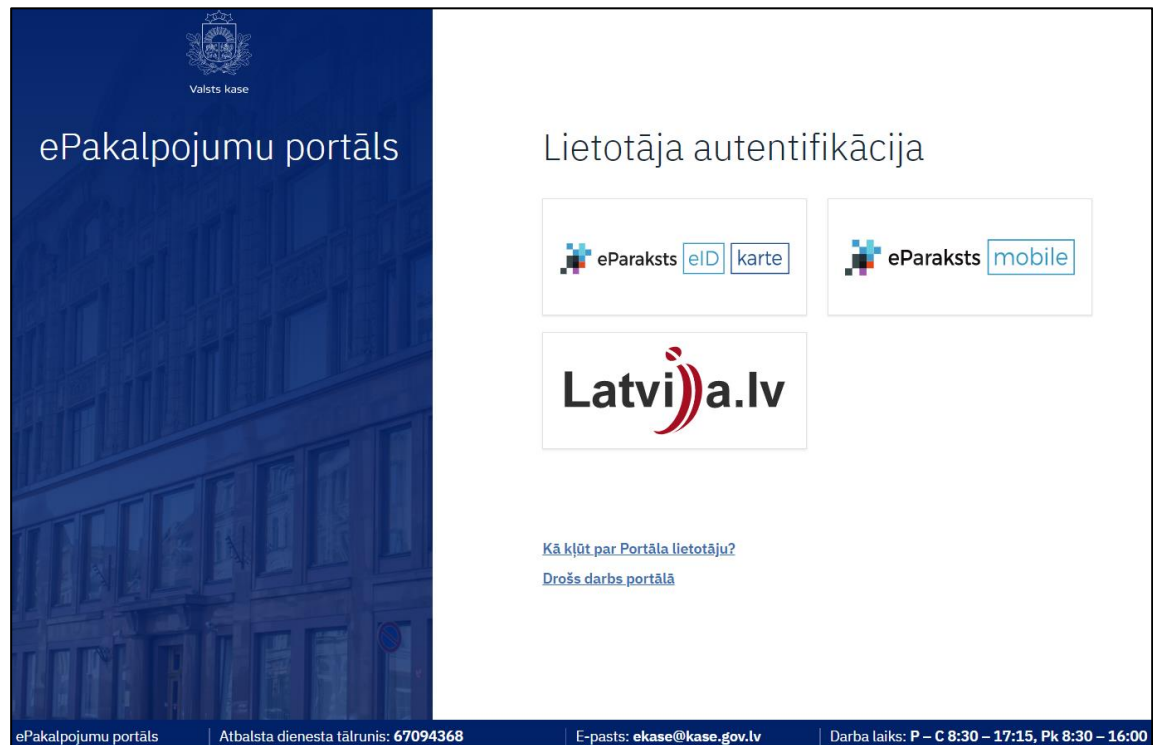 Valsts kase
ePakalpojumu portāls
Lietotāja autentifikācija
eParaksts eID karte
eParaksts mobile
Latvija.lv
Kā kļūt par Portāla lietotāju?
Drošs darbs portālā
ePakalpojumu portāls | Atbalsta dienesta tālrunis: 67094368 | E-pasts: ekase@kase.gov.lv | Darba laiks: P – C 8:30 – 17:15, Pk 8:30 – 16:00